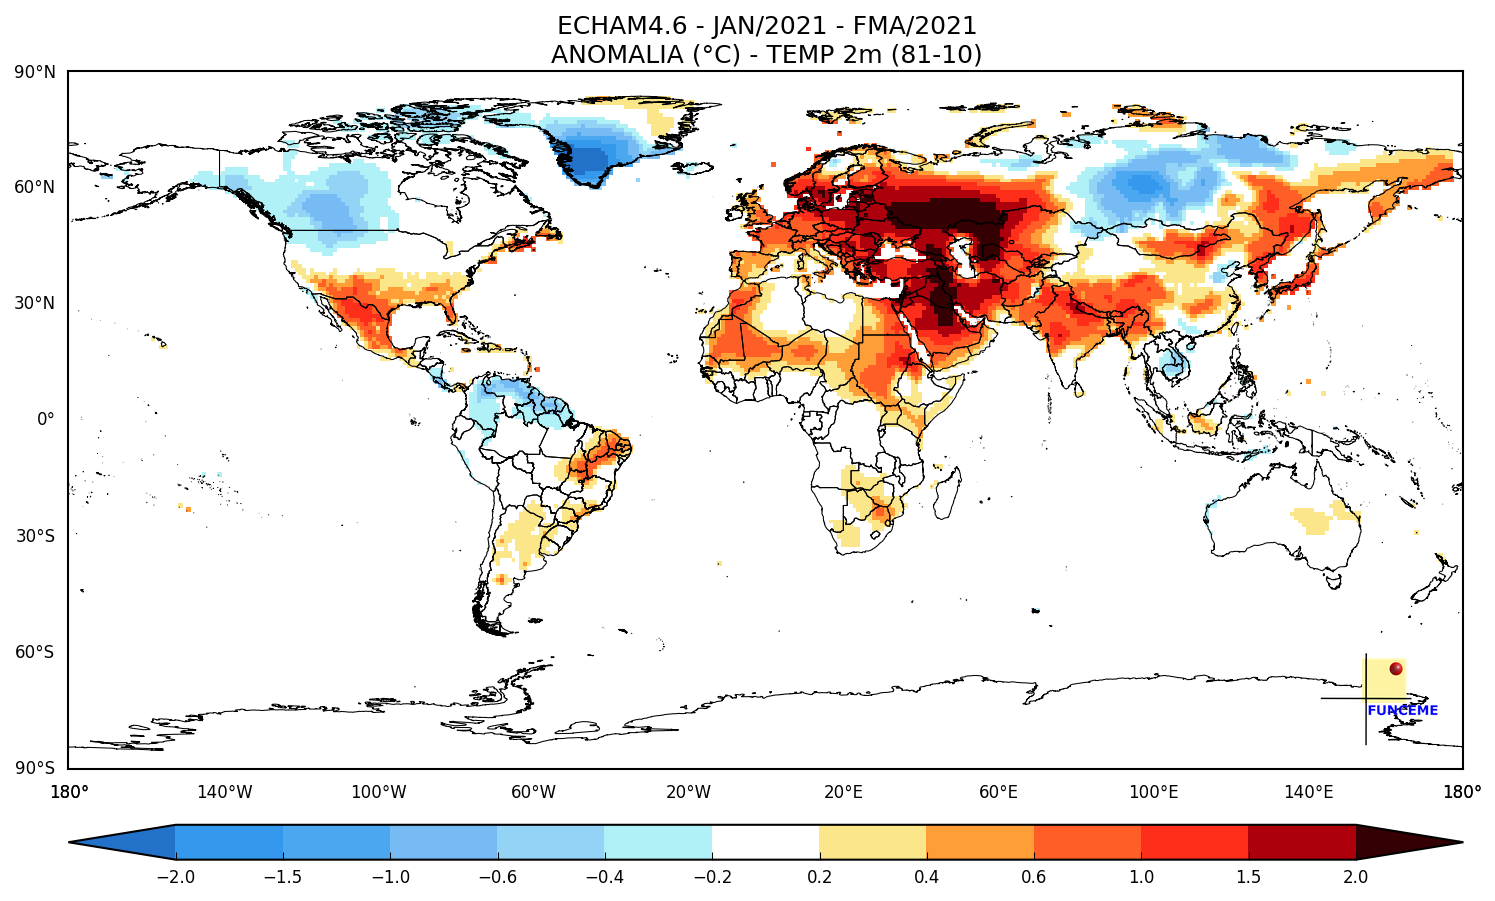 ECHAM4.6 - JAN/2021 - FMA/2021
ANOMALIA (°C) - TEMP 2m (81-10)
90°N
60°N
30°N
0°
30°S
60°S
90°S
FUNCEME
180° 140°W 100°W 60°W 20°W 20°E 60°E 100°E 140°E 180°
−2.0 −1.5 −1.0 −0.6 −0.4 −0.2 0.2 0.4 0.6 1.0 1.5 2.0